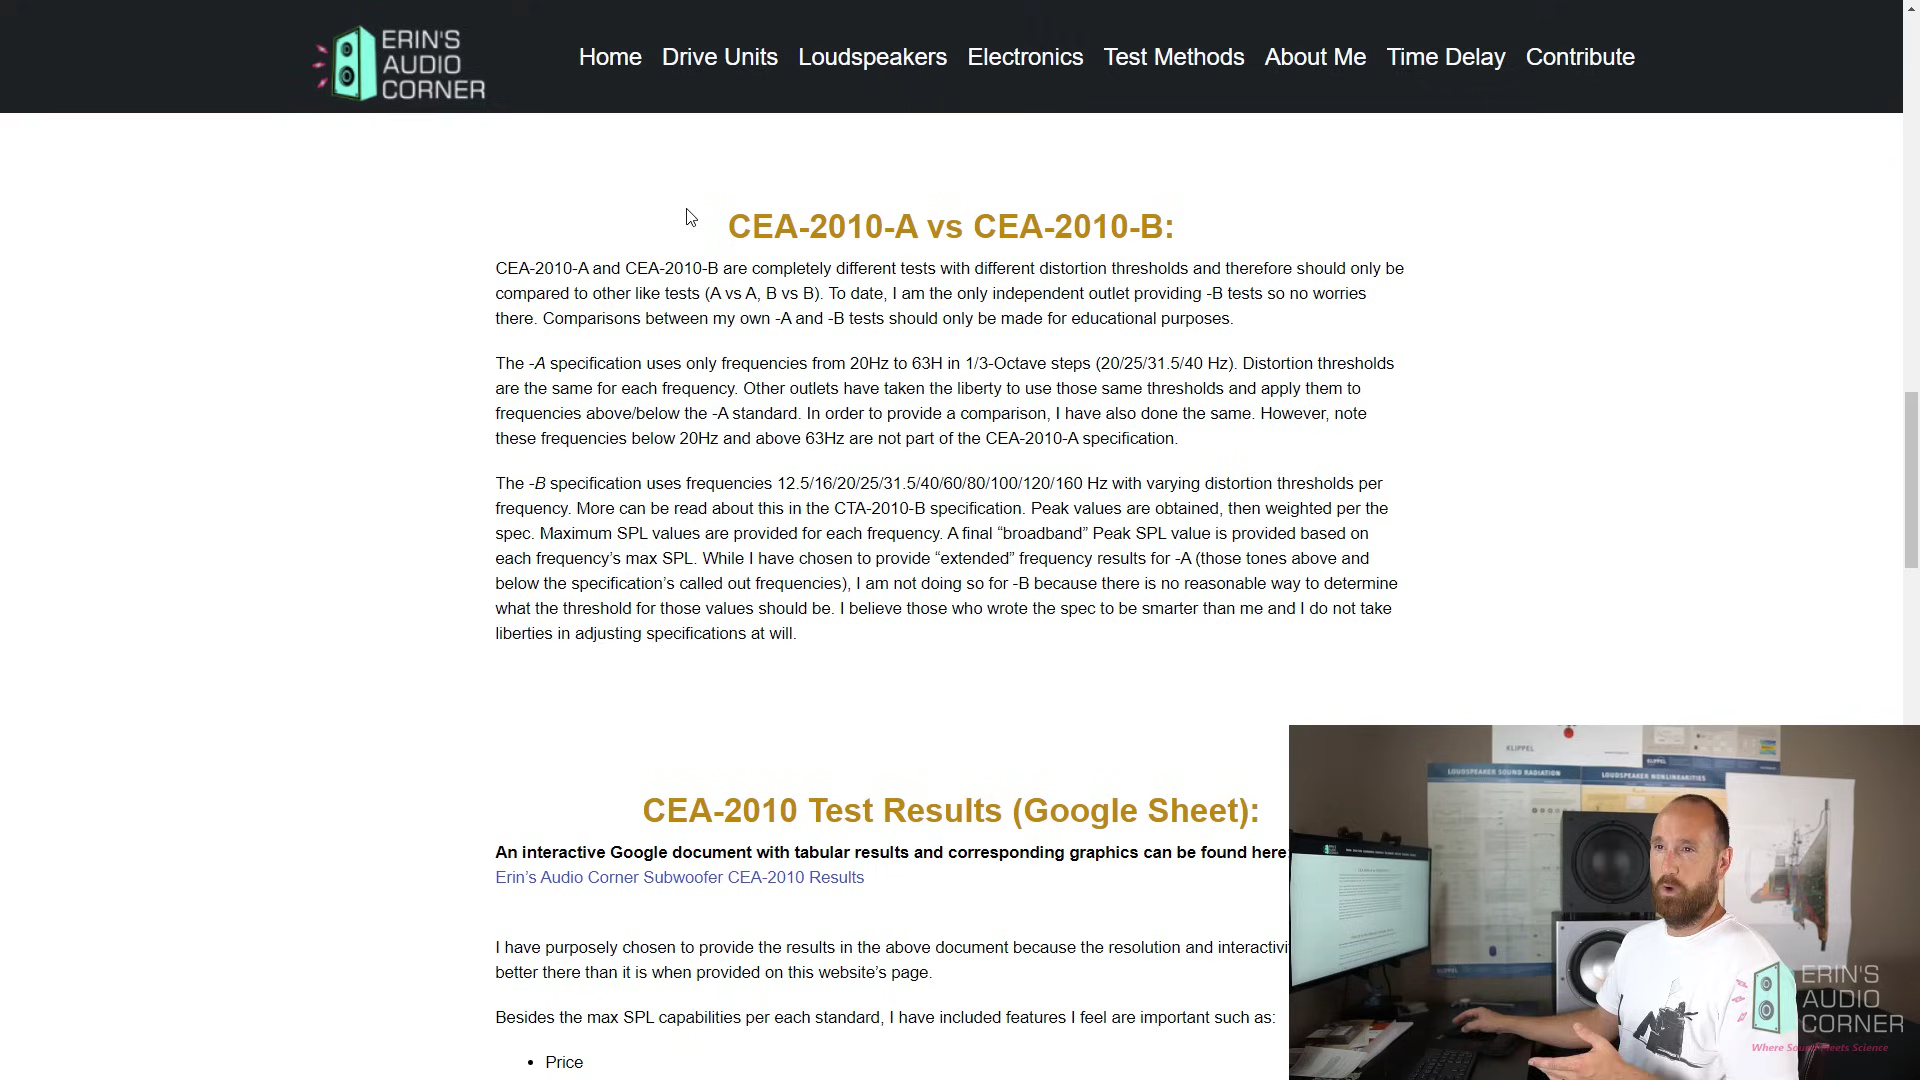 ERIN'S
AUDIO
CORNER
Home Drive Units Loudspeakers Electronics Test Methods About Me Time Delay Contribute
CEA-2010-A vs CEA-2010-B:
CEA-2010-A and CEA-2010-B are completely different tests with different distortion thresholds and therefore should only be
compared to other like tests (A vs A, B vs B). To date, I am the only independent outlet providing -B tests so no worries
there. Comparisons between my own -A and -B tests should only be made for educational purposes.
The -A specification uses only frequencies from 20Hz to 63H in 1/3-Octave steps (20/25/31.5/40 Hz). Distortion thresholds
are the same for each frequency. Other outlets have taken the liberty to use those same thresholds and apply them to
frequencies above/below the -A standard. In order to provide a comparison, I have also done the same. However, note
these frequencies below 20Hz and above 63Hz are not part of the CEA-2010-A specification.
The -B specification uses frequencies 12.5/16/20/25/31.5/40/60/80/100/120/160 Hz with varying distortion thresholds per
frequency. More can be read about this in the CTA-2010-B specification. Peak values are obtained, then weighted per the
spec. Maximum SPL values are provided for each frequency. A final “broadband” Peak SPL value is provided based on
each frequency’s max SPL. While I have chosen to provide “extended” frequency results for -A (those tones above and
below the specification’s called out frequencies), I am not doing so for -B because there is no reasonable way to determine
what the threshold for those values should be. I believe those who wrote the spec to be smarter than me and I do not take
liberties in adjusting specifications at will.
CEA-2010 Test Results (Google Sheet):
An interactive Google document with tabular results and corresponding graphics can be found here:
Erin’s Audio Corner Subwoofer CEA-2010 Results
I have purposely chosen to provide the results in the above document because the resolution and interactivi
better there than it is when provided on this website’s page.
Besides the max SPL capabilities per each standard, I have included features I feel are important such as:
• Price
KLIPPEL
LOUDSPEAKER SOUND RADIATION
LOUDSPEAKER NONLINEARITIES
ERIN'S
AUDIO
CORNER
Where Sound Meets Science